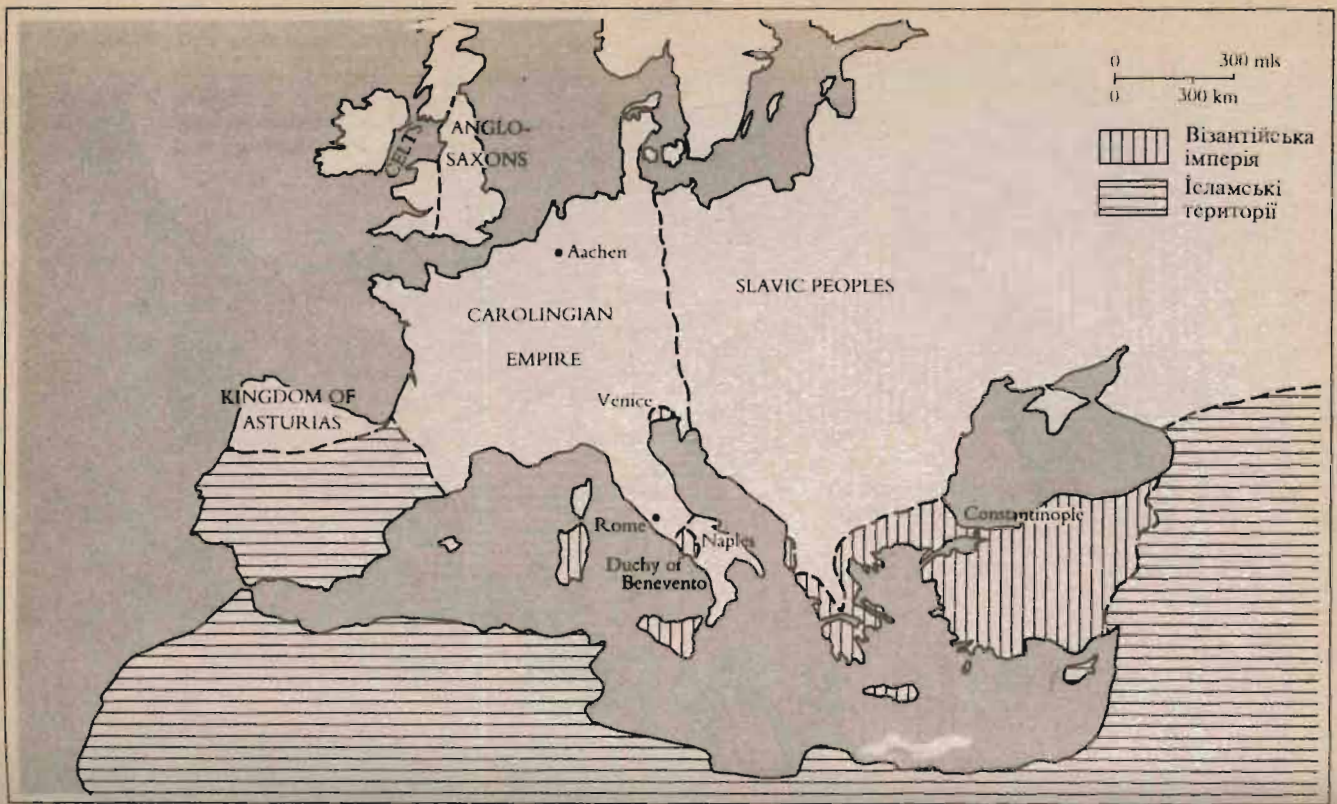 0 300 mls
0 300 km
Візантійська
імперія
Ісламські
території
CELTS
ANGLO-
SAXONS
Aachen
SLAVIC PEOPLES
CAROLINGIAN
EMPIRE
KINGDOM OF
ASTURIAS
Venice
Rome
Naples
Duchy of
Benevento
Constantinople